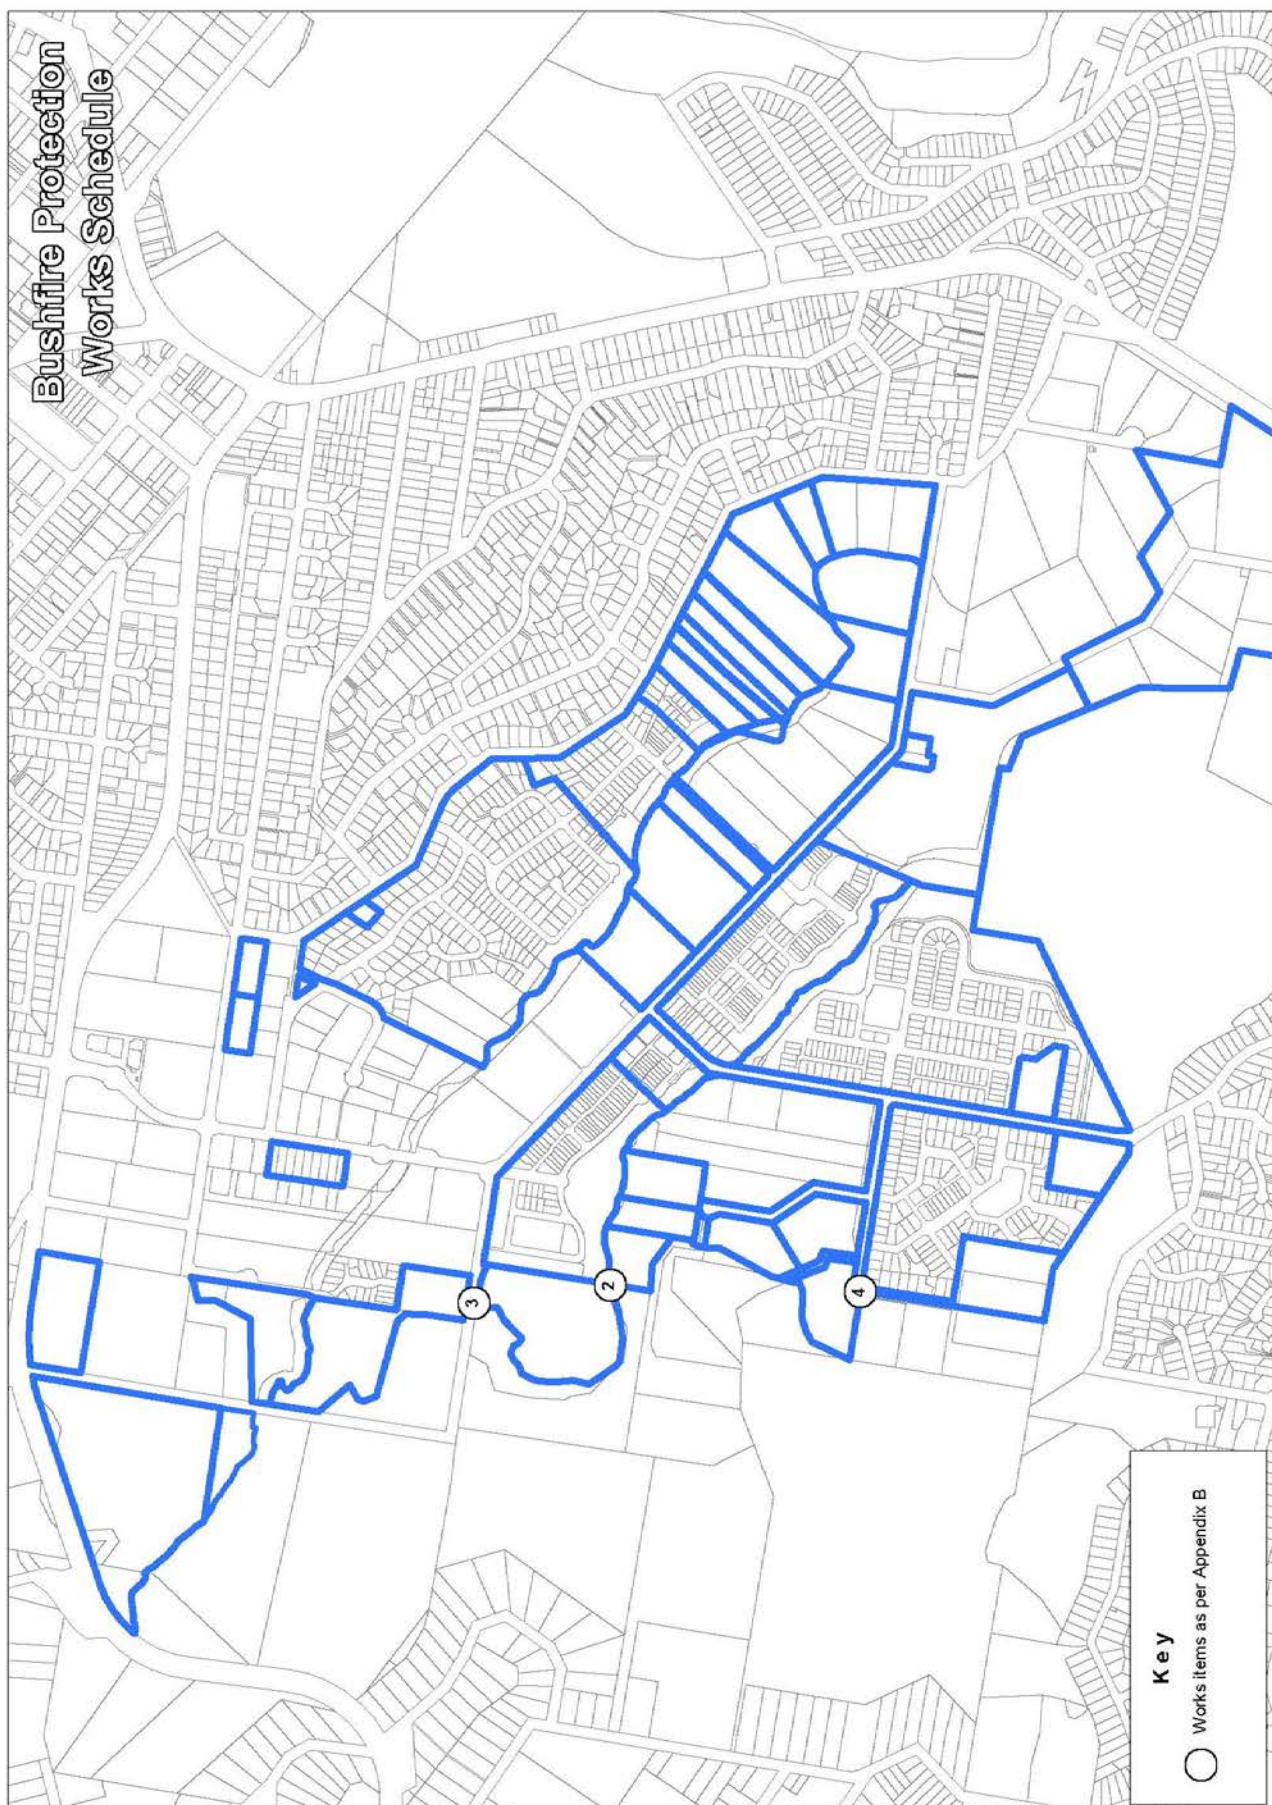 Bushfire Protection
Works Schedule
3
2
4
Key
Works items as per Appendix B